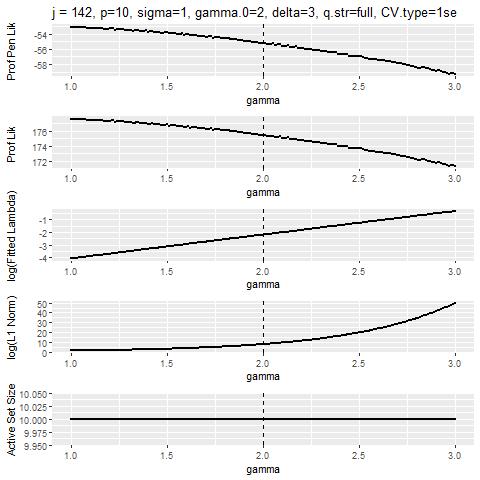 j = 142, p=10, sigma=1, gamma.0=2, delta=3, q.str=full, CV.type=1se
Prof Pen Lik
-54
-56
-58
1.0 1.5 2.0 2.5 3.0
gamma
Prof Lik
176
174
172
1.0 1.5 2.0 2.5 3.0
gamma
log(Fitted Lambda)
-1
-2
-3
-4
1.0 1.5 2.0 2.5 3.0
gamma
log(L1 Norm)
50
40
30
20
10
0
1.0 1.5 2.0 2.5 3.0
gamma
Active Set Size
10.050
10.025
10.000
9.975
9.950
1.0 1.5 2.0 2.5 3.0
gamma